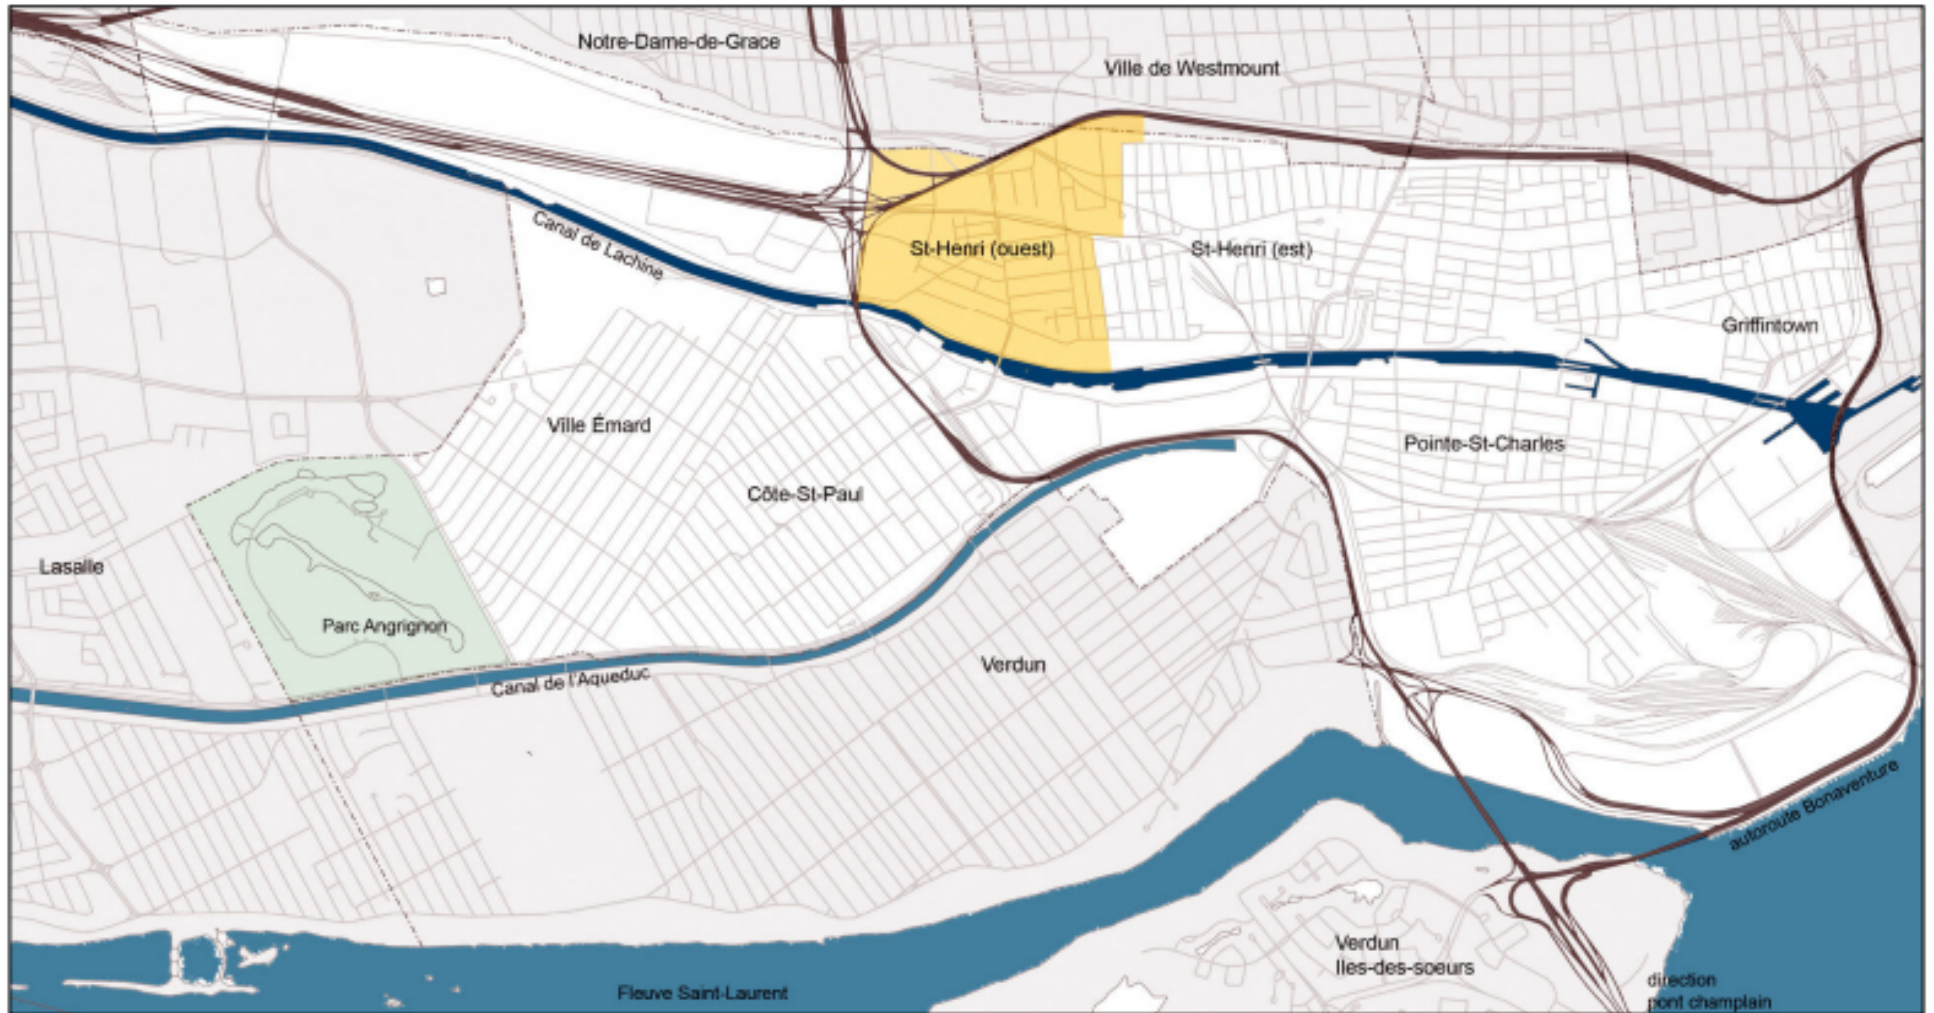 Notre-Dame-de-Grace
Ville de Westmount
Canal de Lachine
St-Henri (ouest)
St-Henri (est)
Griffintown
Ville Émard
Pointe-St-Charles
Côte-St-Paul
Lasalle
Parc Angrignon
Canal de l'Aqueduc
Verdun
autoroute Bonaventure
Verdun
Iles-des-soeurs
Fleuve Saint-Laurent
direction
pont champlain